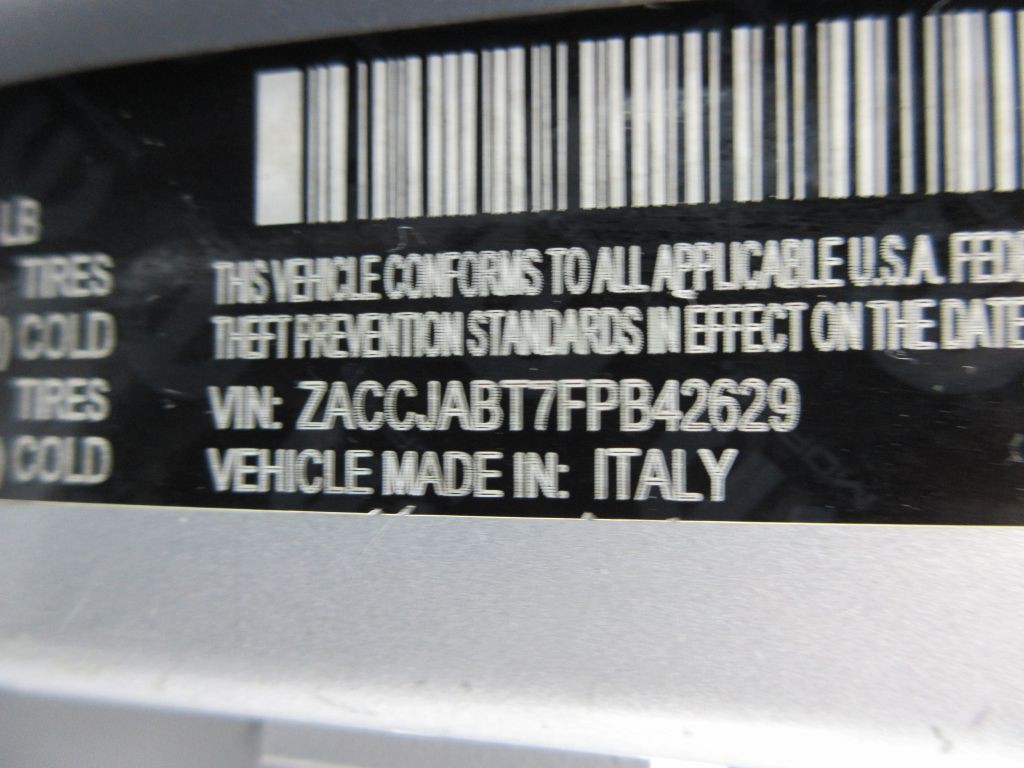 LB
TIRES
) COLD
TIRES
) COLD
THIS VEHICLE CONFORMS TO ALL APPLICABLE U.S.A. FEDE
THEFT PREVENTION STANDARDS IN EFFECT ON THE DATE
VIN: ZACCJABT7FPB42629
VEHICLE MADE IN: ITALY